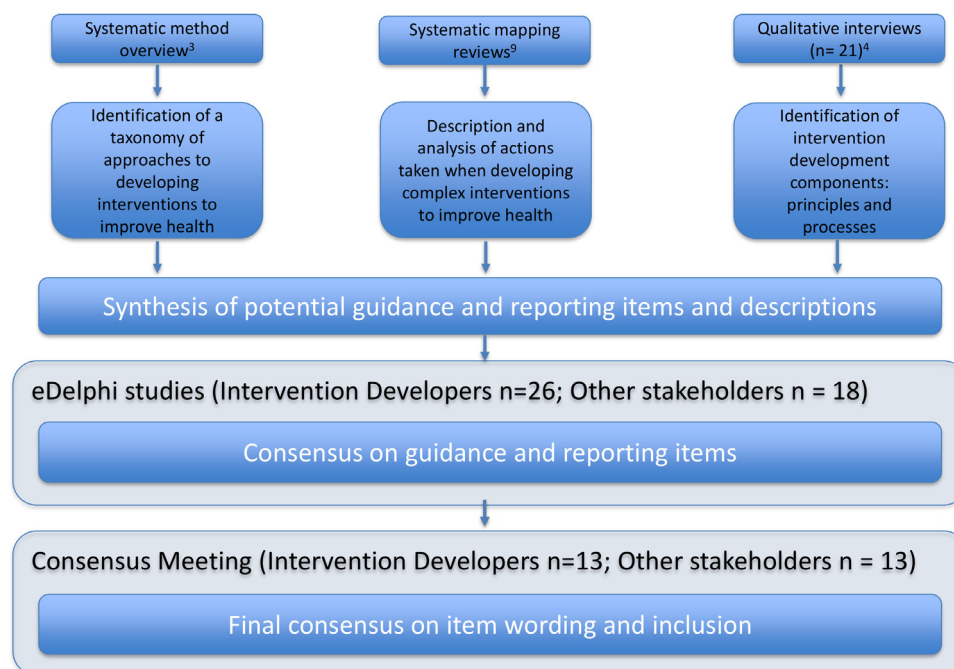 Systematic method
overview³
Systematic mapping
reviews⁹
Qualitative interviews
(n= 21)⁴
Identification of a
taxonomy of
approaches to
developing
interventions to
improve health
Description and
analysis of actions
taken when developing
complex interventions
to improve health
Identification of
intervention
development
components:
principles and
processes
Synthesis of potential guidance and reporting items and descriptions
eDelphi studies (Intervention Developers n=26; Other stakeholders n = 18)
Consensus on guidance and reporting items
Consensus Meeting (Intervention Developers n=13; Other stakeholders n = 13)
Final consensus on item wording and inclusion